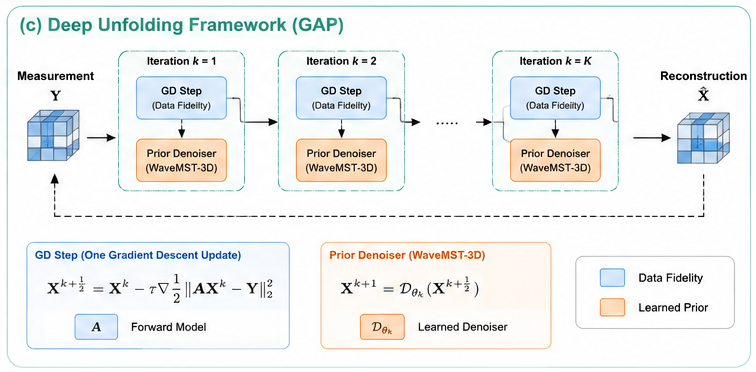 (c) Deep Unfolding Framework (GAP)
Measurement
Y
Iteration k = 1
GD Step
(Data Fidelity)
Prior Denoiser
(WaveMST-3D)
Iteration k = 2
GD Step
(Data Fidelity)
Prior Denoiser
(WaveMST-3D)
.....
Iteration k = K
GD Step
(Data Fidelity)
Prior Denoiser
(WaveMST-3D)
Reconstruction
X̂
GD Step (One Gradient Descent Update)
X^{k+1/2} = X^k − τ∇ 1/2 ‖AX^k − Y‖₂²
A Forward Model
Prior Denoiser (WaveMST-3D)
X^{k+1} = 𝒟_{θ_k}(X^{k+1/2})
𝒟_{θ_k} Learned Denoiser
Data Fidelity
Learned Prior